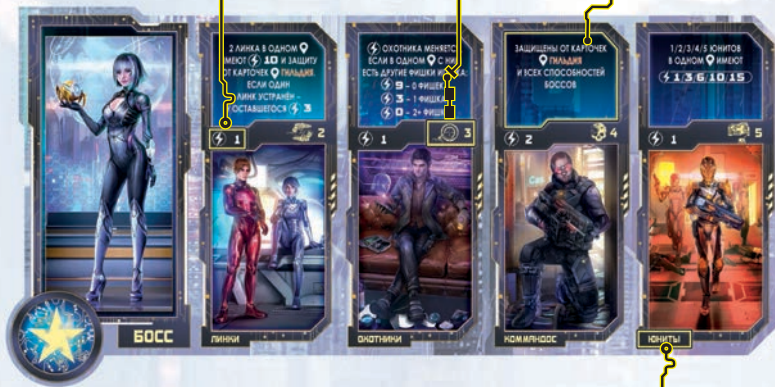 2 ЛИНКА В ОДНОМ
ИМЕЮТ 10 И ЗАЩИТУ
ОТ КАРТОЧЕК ГИЛЬДИЯ.
ЕСЛИ ОДИН
ЛИНК УСТРАНЁН –
ОСТАВШЕГОСЯ 3
1 2
ЛИНКИ
ОХОТНИКА МЕНЯЕТСЯ
ЕСЛИ В ОДНОМ С НИМ
ЕСТЬ ДРУГИЕ ФИШКИ
9 – 0 ФИШЕК
3 – 1 ФИШКА
0 – 2+ ФИШКИ
1 3
ОХОТНИКИ
ЗАЩИЩЕНЫ ОТ КАРТОЧЕК
ГИЛЬДИЯ
И ВСЕХ СПОСОБНОСТЕЙ
БОССОВ
2 4
КОММАНДОС
1/2/3/4/5 ЮНИТОВ
В ОДНОМ ИМЕЮТ
1/3/6/10/15
1 5
ЮНИТЫ
БОСС